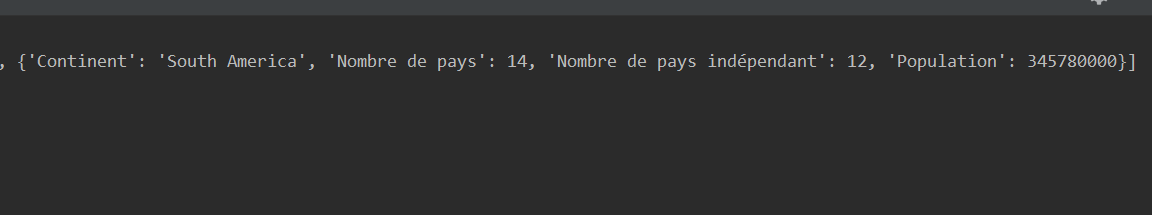 , {'Continent': 'South America', 'Nombre de pays': 14, 'Nombre de pays indépendant': 12, 'Population': 345780000}]